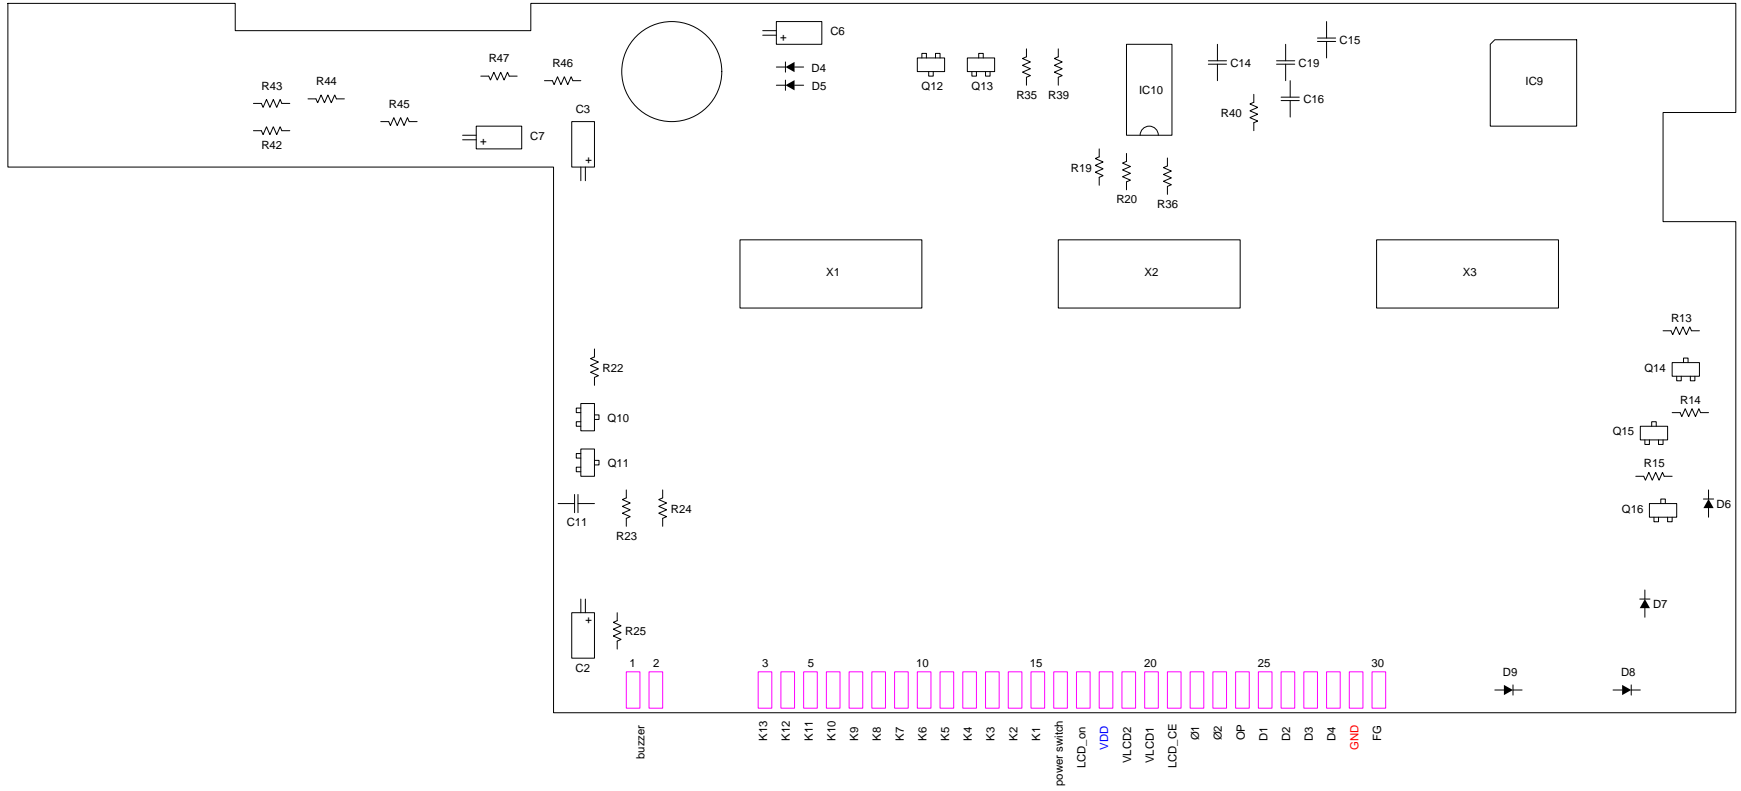 C6
C15
R47
R46
D4
C14
C19
R44
D5
Q12
Q13
R35
R39
IC10
C16
IC9
R43
R45
C3
R40
C7
R42
R19
R20
R36
X1
X2
X3
R13
R22
Q14
R14
Q10
Q15
Q11
R15
C11
R23
R24
Q16
D6
D7
R25
C2
1 2 3 5 10 15 20 25 30
D9
D8
buzzer
K13
K12
K11
K10
K9
K8
K7
K6
K5
K4
K3
K2
K1
power switch
LCD_on
VDD
VLCD2
VLCD1
LCD_CE
Ø1
Ø2
OP
D1
D2
D3
D4
GND
FG